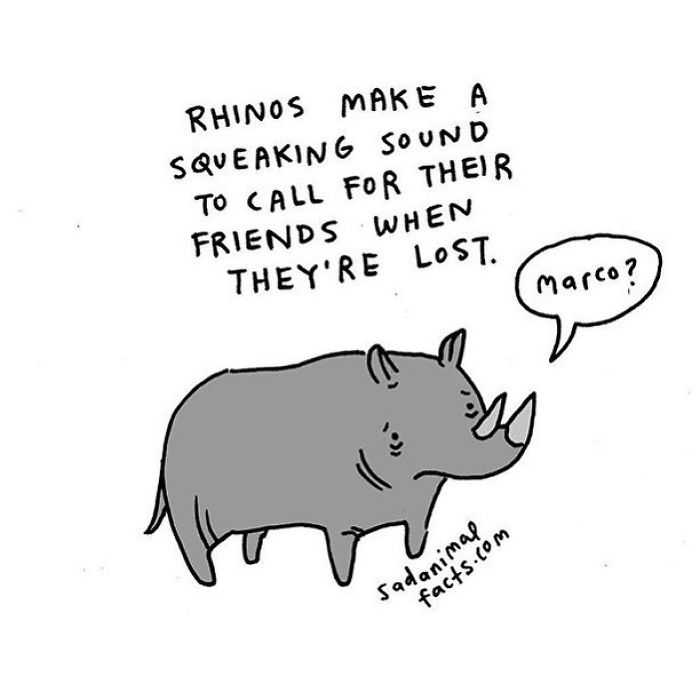 RHINOS MAKE A
SQUEAKING SOUND
TO CALL FOR THEIR
FRIENDS WHEN
THEY'RE LOST.
marco?
sadanimal
facts.com